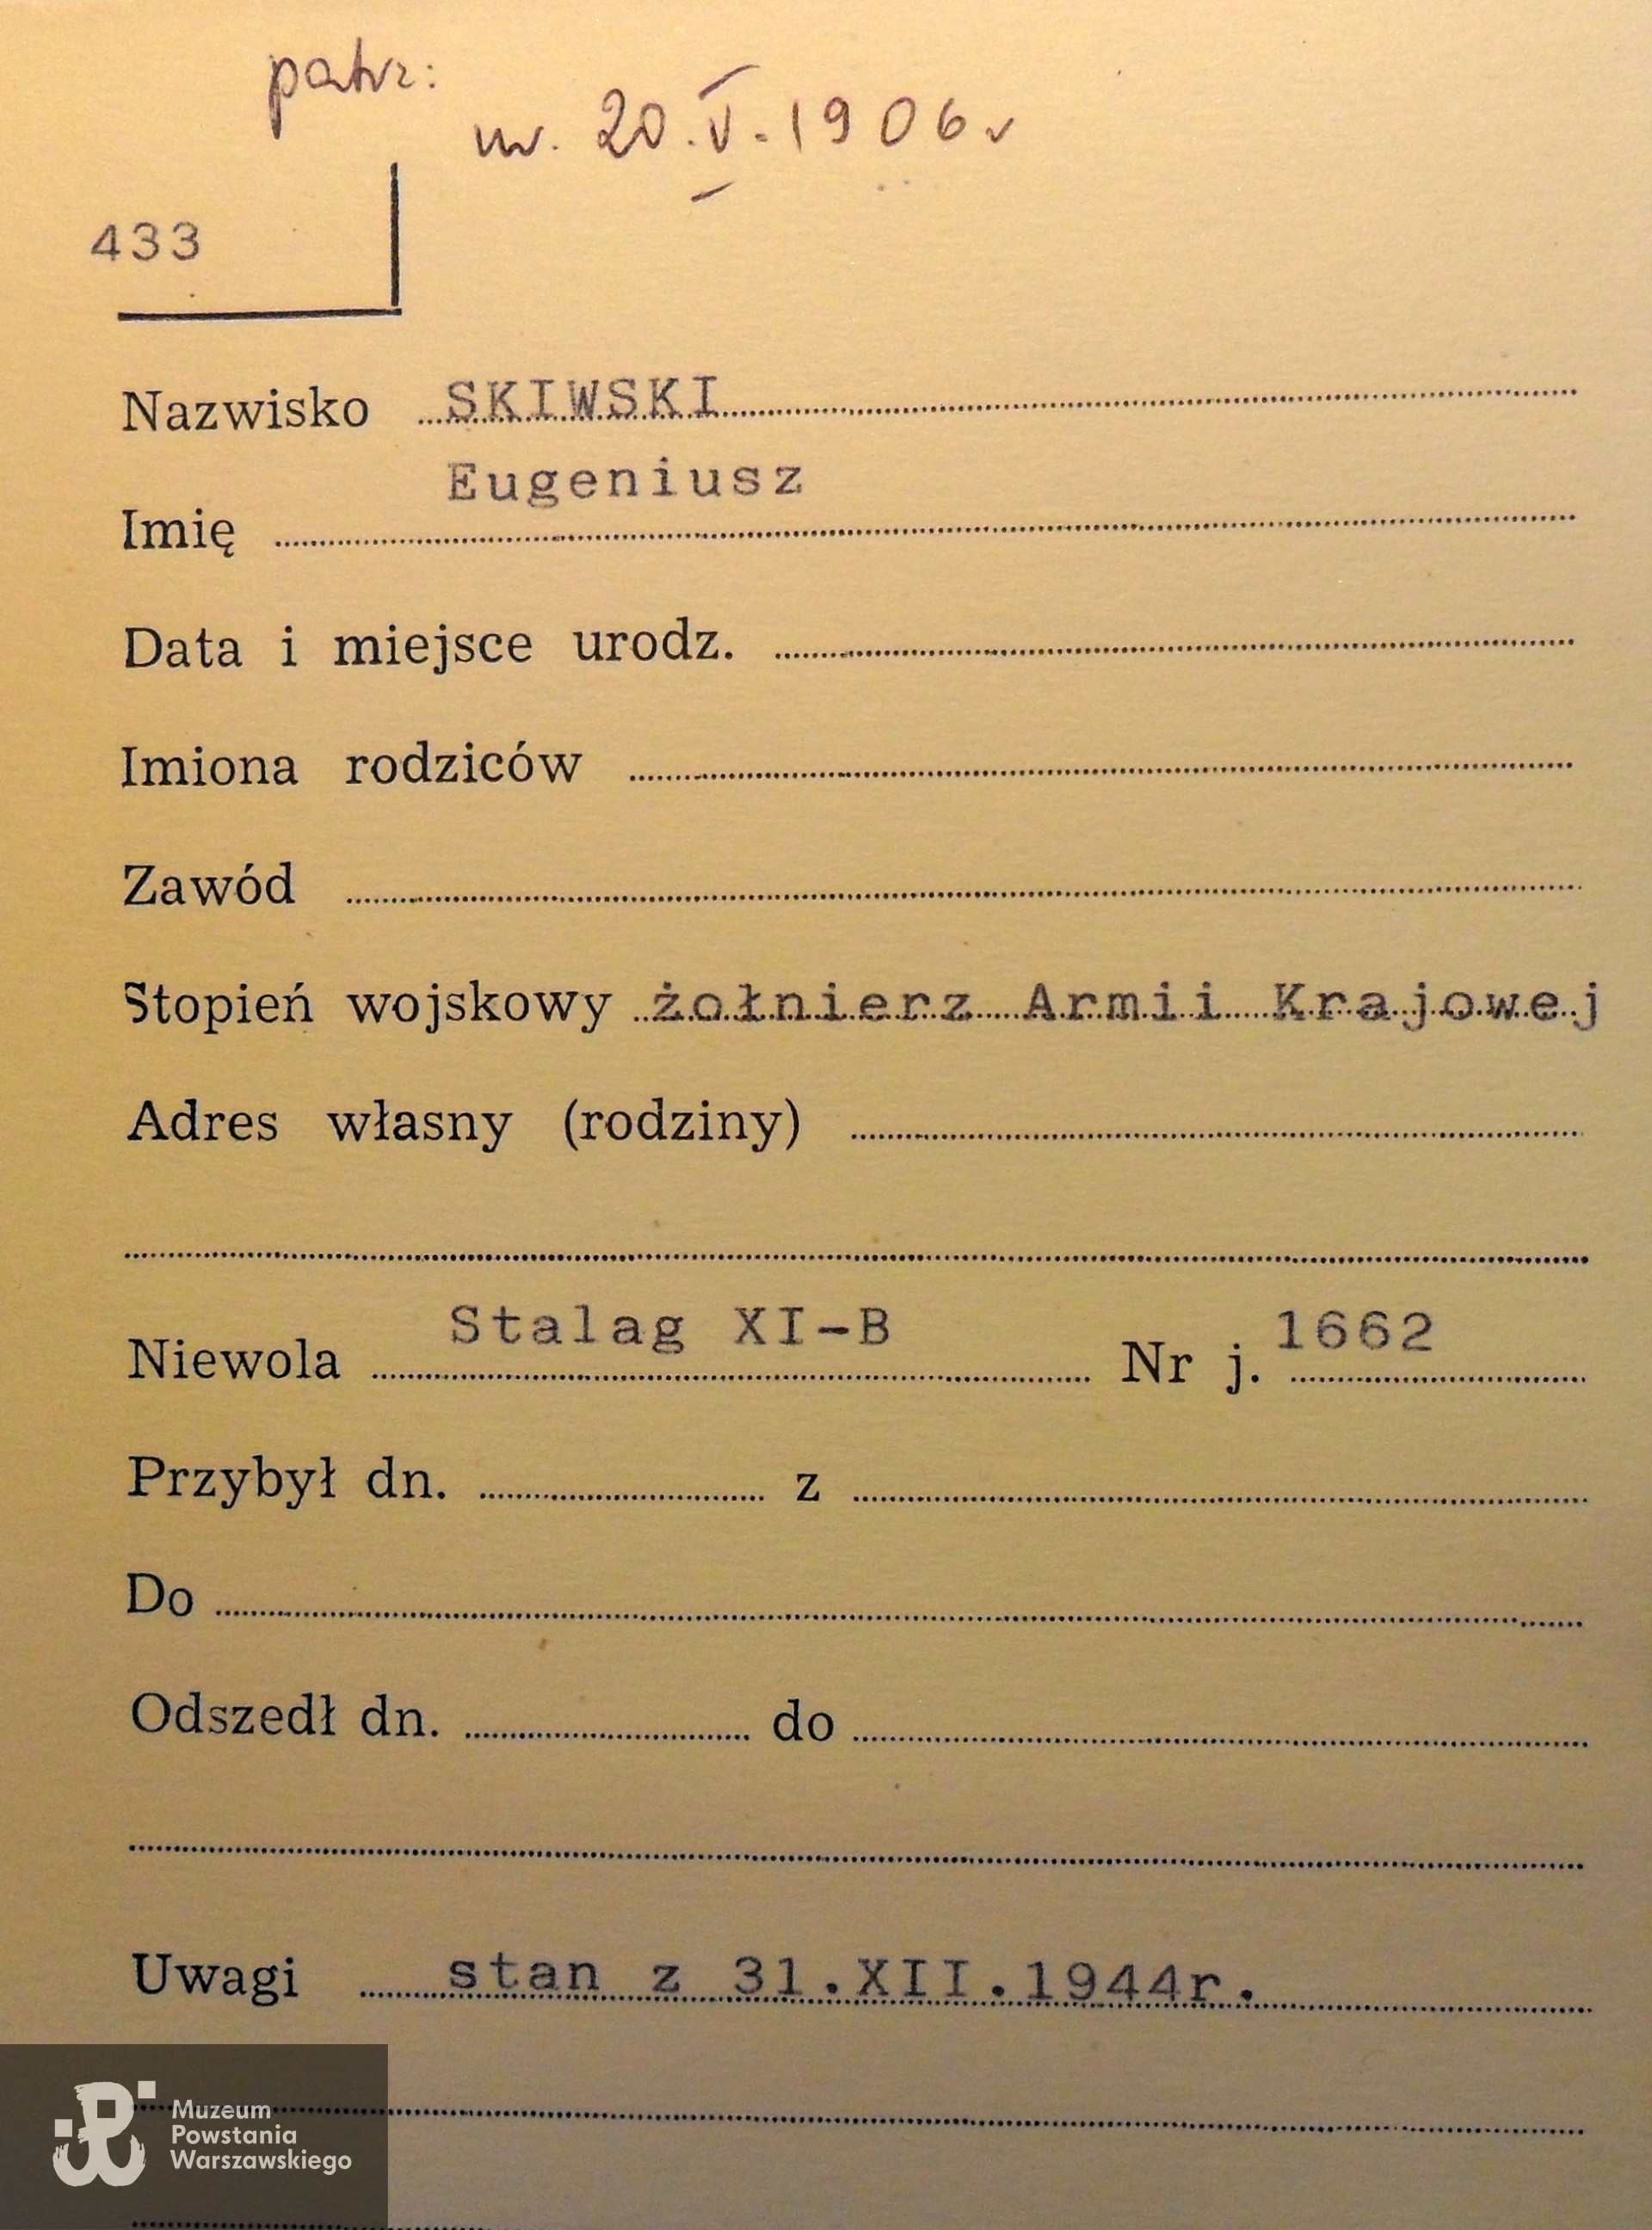 patrz:
ur. 20.V.1906r
433
Nazwisko SKIWSKI
Eugeniusz
Imię
Data i miejsce urodz.
Imiona rodziców
Zawód
Stopień wojskowy żołnierz Armii Krajowej
Adres własny (rodziny)
Niewola Stalag XI-B Nr j. 1662
Przybył dn. z
Do
Odszedł dn. do
Uwagi stan z 31.XII.1944r.
Muzeum
Powstania
Warszawskiego